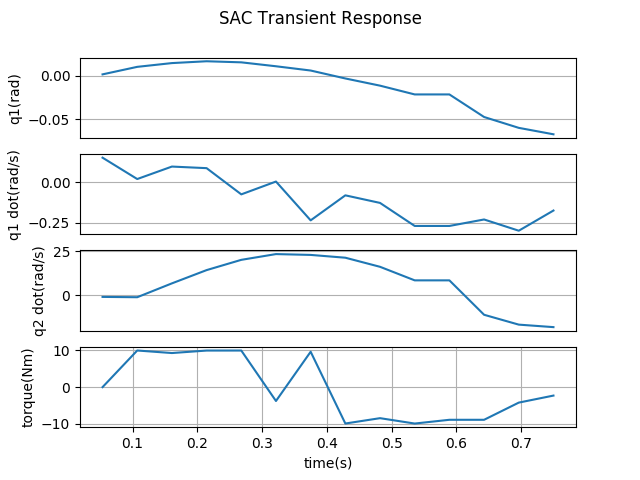 SAC Transient Response
q1(rad)
0.00
−0.05
q1 dot(rad/s)
0.00
−0.25
q2 dot(rad/s)
25
0
torque(Nm)
10
0
−10
0.1 0.2 0.3 0.4 0.5 0.6 0.7
time(s)